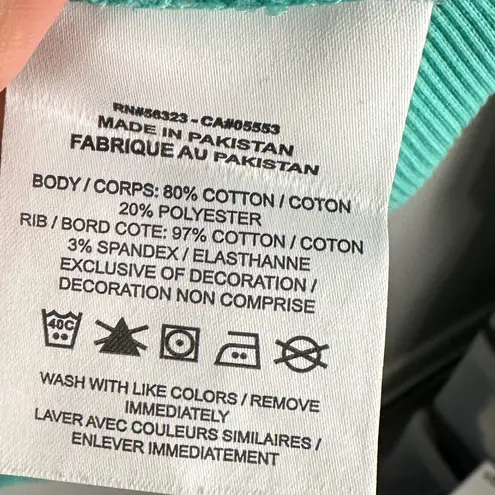 RN#56323 - CA#05553
MADE IN PAKISTAN
FABRIQUE AU PAKISTAN
BODY / CORPS: 80% COTTON / COTON
20% POLYESTER
RIB / BORD COTE: 97% COTTON / COTON
3% SPANDEX / ELASTHANNE
EXCLUSIVE OF DECORATION /
DECORATION NON COMPRISE
40C
WASH WITH LIKE COLORS / REMOVE
IMMEDIATELY
LAVER AVEC COULEURS SIMILAIRES /
ENLEVER IMMEDIATEMENT